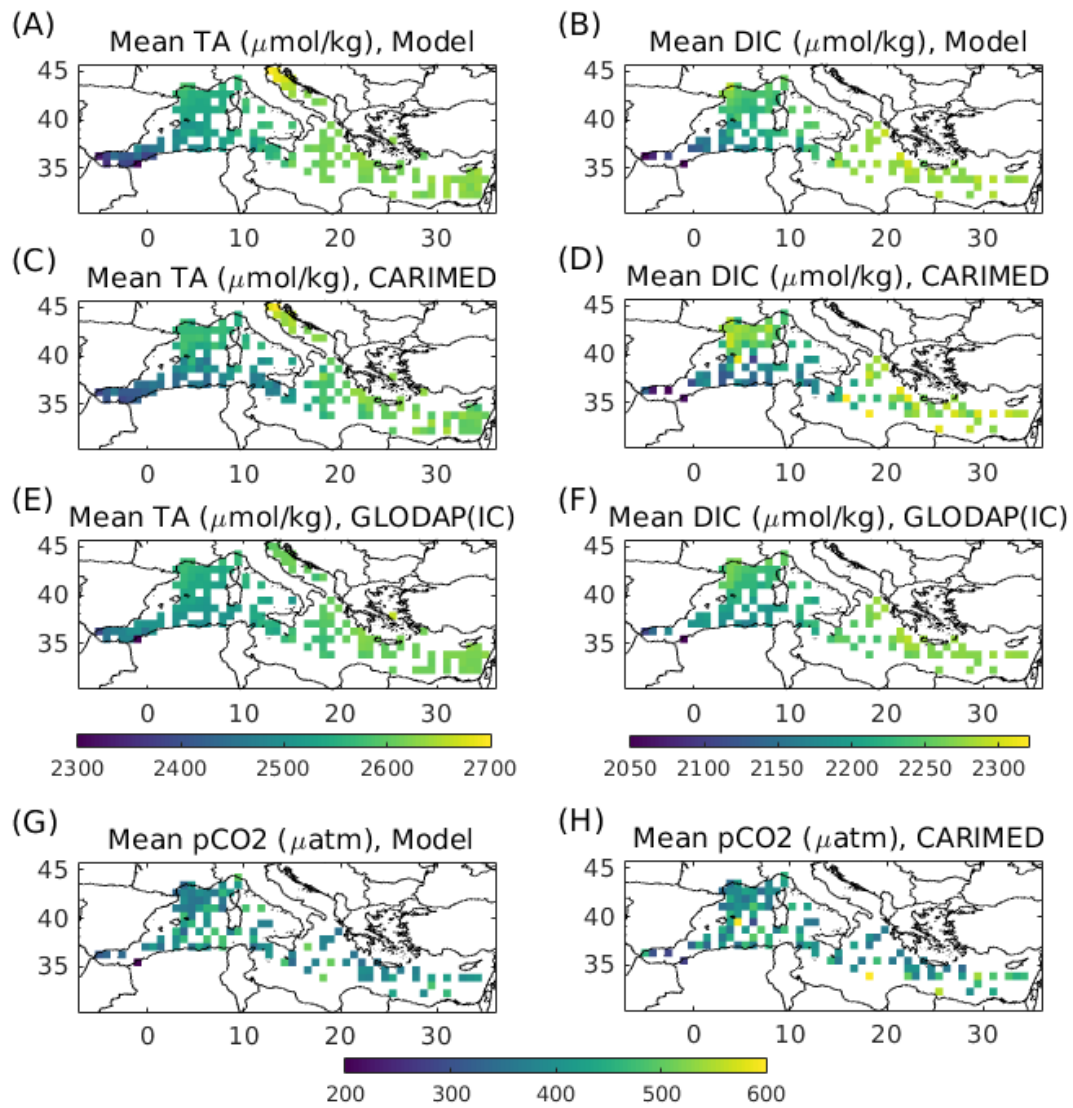 (A)
Mean TA (μmol/kg), Model
45
40
35
0 10 20 30
(B)
Mean DIC (μmol/kg), Model
45
40
35
0 10 20 30
(C)
Mean TA (μmol/kg), CARIMED
45
40
35
0 10 20 30
(D)
Mean DIC (μmol/kg), CARIMED
45
40
35
0 10 20 30
(E)
Mean TA (μmol/kg), GLODAP(IC)
45
40
35
0 10 20 30
2300 2400 2500 2600 2700
(F)
Mean DIC (μmol/kg), GLODAP(IC)
45
40
35
0 10 20 30
2050 2100 2150 2200 2250 2300
(G)
Mean pCO2 (μatm), Model
45
40
35
0 10 20 30
(H)
Mean pCO2 (μatm), CARIMED
45
40
35
0 10 20 30
200 300 400 500 600